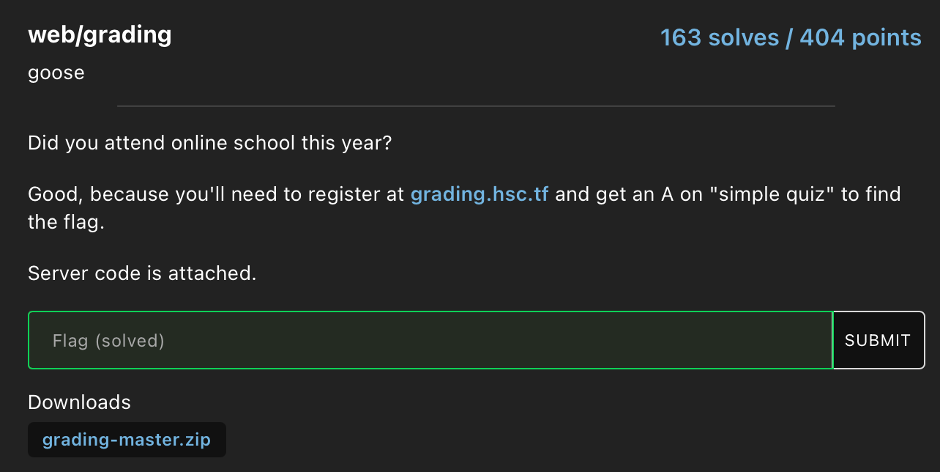 web/grading
163 solves / 404 points
goose
Did you attend online school this year?
Good, because you'll need to register at grading.hsc.tf and get an A on "simple quiz" to find
the flag.
Server code is attached.
Flag (solved)
SUBMIT
Downloads
grading-master.zip